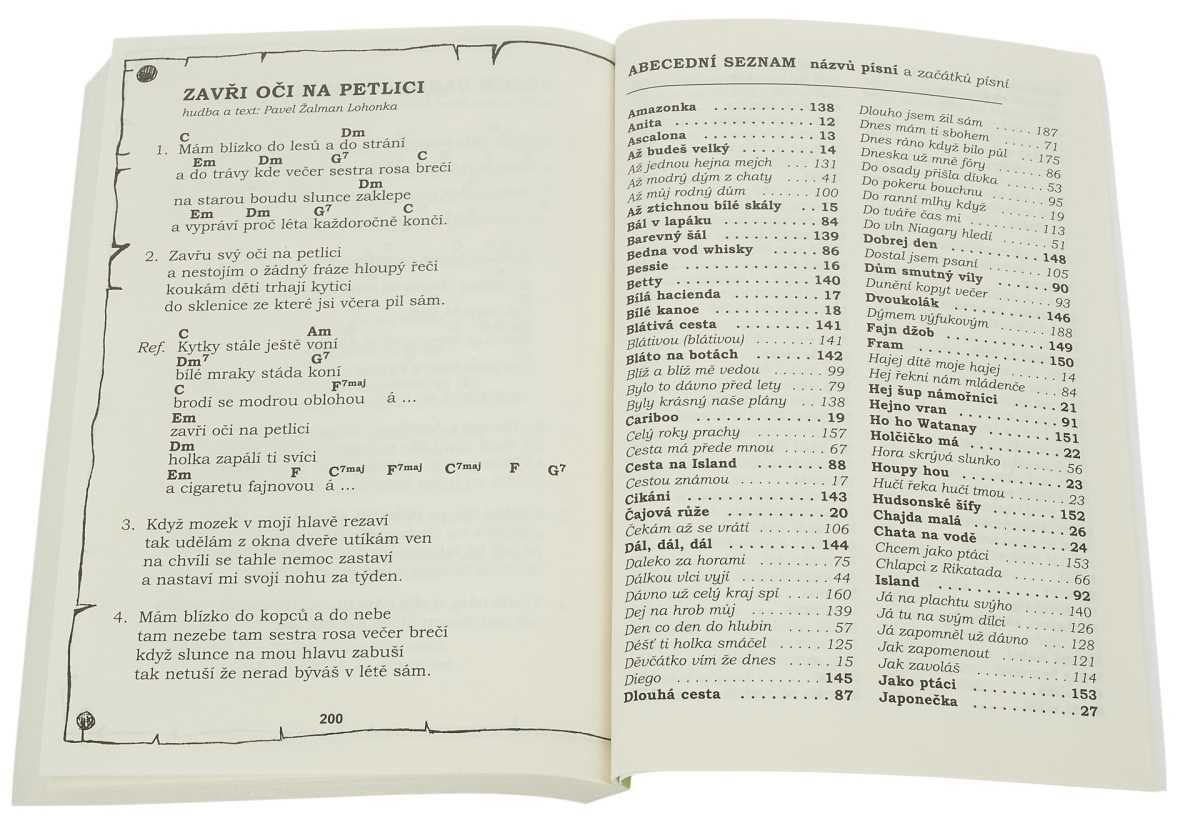 ZAVŘI OČI NA PETLICI
hudba a text: Pavel Žalman Lohonka
C Dm
1. Mám blízko do lesů a do strání
Em Dm G7 C
a do trávy kde večer sestra rosa brečí
Dm
na starou boudu slunce zaklepe
Em Dm G7 C
a vypráví proč léta každoročně končí.
2. Zavřu svý oči na petlici
a nestojím o žádný fráze hloupý řeči
koukám děti trhají kytici
do sklenice ze které jsi včera pil sám.
C Am
Ref. Kytky stále ještě voní
Dm7 G7
bílé mraky stáda koní
C F7maj
brodí se modrou oblohou á ...
Em
zavři oči na petlici
Dm
holka zapálí ti svíci
Em F C7maj F7maj C7maj F G7
a cigaretu fajnovou á ...
3. Když mozek v mojí hlavě rezaví
tak udělám z okna dveře utíkám ven
na chvíli se tahle nemoc zastaví
a nastaví mi svojí nohu za týden.
4. Mám blízko do kopců a do nebe
tam nezebe tam sestra rosa večer brečí
když slunce na mou hlavu zabuší
tak netuší že nerad býváš v létě sám.
200
ABECEDNÍ SEZNAM názvů písní a začátků písní
Amazonka . . . . . . . . . . 138
Anita . . . . . . . . . . . . . . 12
Ascalona . . . . . . . . . . . 13
Až budeš velký . . . . . . . . 14
Až jednou hejna mejch . . . 131
Až modrý dým z chaty . . . . 41
Až můj rodný dům . . . . . . 100
Až ztichnou bílé skály . . 15
Bál v lapáku . . . . . . . . . 84
Barevný šál . . . . . . . . . 139
Bedna vod whisky . . . . . . 86
Bessie . . . . . . . . . . . . . 16
Betty . . . . . . . . . . . . . 140
Bílá hacienda . . . . . . . . . 17
Bílé kanoe . . . . . . . . . . 18
Blátivá cesta . . . . . . . . 141
Blátivou (blátivou) . . . . . . 141
Bláto na botách . . . . . . 142
Blíž a blíž mě vedou . . . . . 99
Bylo to dávno před lety . . . . 79
Byly krásný naše plány . . 138
Cariboo . . . . . . . . . . . . 19
Celý roky prachy . . . . . . . 157
Cesta má přede mnou . . . . . 67
Cesta na Island . . . . . . . 88
Cestou známou . . . . . . . . 17
Cikáni . . . . . . . . . . . . 143
Čajová růže . . . . . . . . . . 20
Čekám až se vrátí . . . . . . 106
Dál, dál, dál . . . . . . . . . 144
Daleko za horami . . . . . . . 75
Dálkou vlci vyjí . . . . . . . . 44
Dávno už celý kraj spí . . . . 160
Dej na hrob můj . . . . . . . 139
Den co den do hlubin . . . . . 57
Déšť ti holka smáčel . . . . . 125
Děvčátko vím že dnes . . . . . 15
Diego . . . . . . . . . . . . . 145
Dlouhá cesta . . . . . . . . . 87
Dlouho jsem žil sám . . . . . 187
Dnes mám ti sbohem . . . . . 71
Dnes ráno když bilo půl . . 175
Dneska už mně fóry . . . . . . 86
Do osady přišla dívka . . . . . 53
Do pokeru bouchnu . . . . . . 95
Do ranní mlhy když . . . . . . 19
Do tváře čas mi . . . . . . . . 113
Do vln Niagary hledí . . . . . 51
Dobrej den . . . . . . . . . . 148
Dostal jsem psaní . . . . . . 105
Dům smutný víly . . . . . . 90
Dunění kopyt večer . . . . . . 93
Dvoukolák . . . . . . . . . . 146
Dýmem výfukovým . . . . . . 188
Fajn džob . . . . . . . . . . . 149
Fram . . . . . . . . . . . . . . 150
Hajej dítě moje hajej . . . . . . 14
Hej řekni nám mládenče . . . 84
Hej šup námořníci . . . . . 21
Hejno vran . . . . . . . . . . 91
Ho ho Watanay . . . . . . . 151
Holčičko má . . . . . . . . . 22
Hora skrývá slunko . . . . . . 56
Houpy hou . . . . . . . . . . . 23
Hučí řeka hučí tmou . . . . . . 23
Hudsonské šífy . . . . . . . 152
Chajda malá . . . . . . . . . 26
Chata na vodě . . . . . . . . 24
Chcem jako ptáci . . . . . . . 153
Chlapci z Rikatada . . . . . . 66
Island . . . . . . . . . . . . . 92
Já na plachtu svýho . . . . . 140
Já tu na svým dílci . . . . . . 126
Já zapomněl už dávno . . . 128
Jak zapomenout . . . . . . . 121
Jak zavoláš . . . . . . . . . . 114
Jako ptáci . . . . . . . . . . 153
Japonečka . . . . . . . . . . . 27